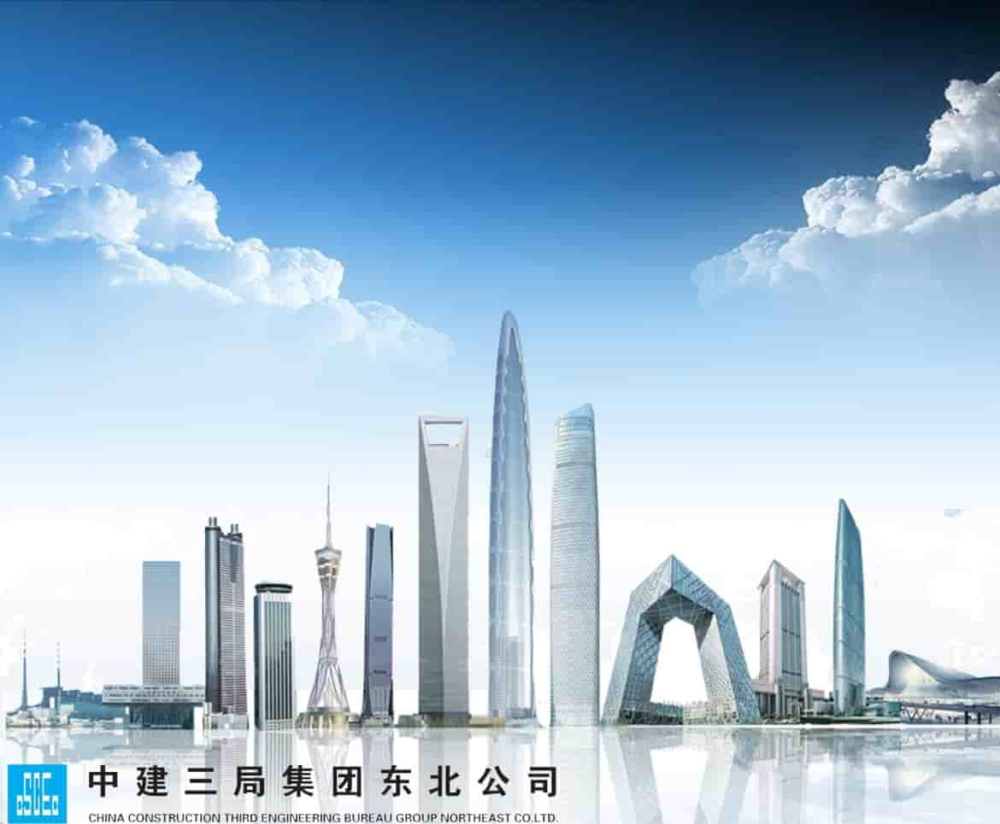 中建三局集团东北公司
CHINA CONSTRUCTION THIRD ENGINEERING BUREAU GROUP NORTHEAST CO.LTD.